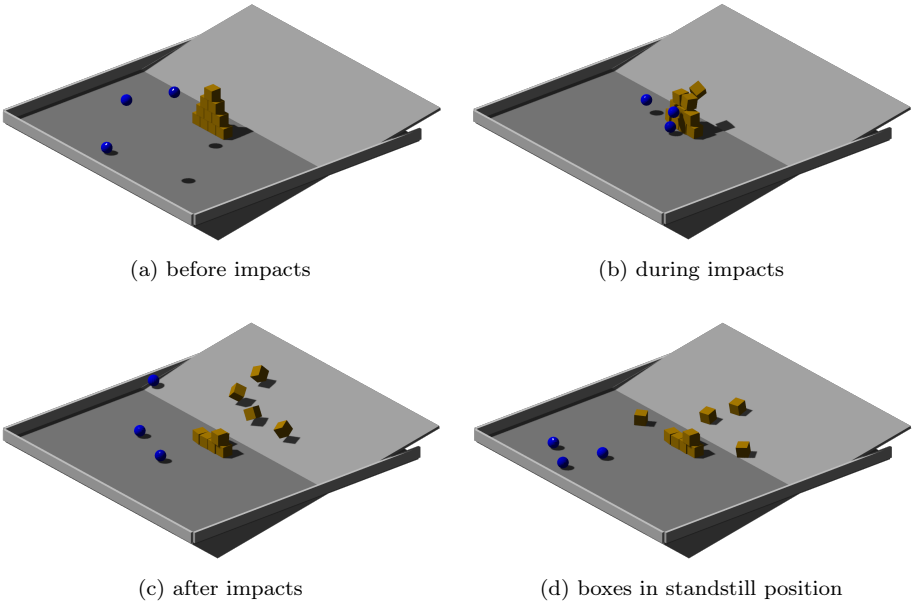 (a) before impacts
(b) during impacts
(c) after impacts
(d) boxes in standstill position